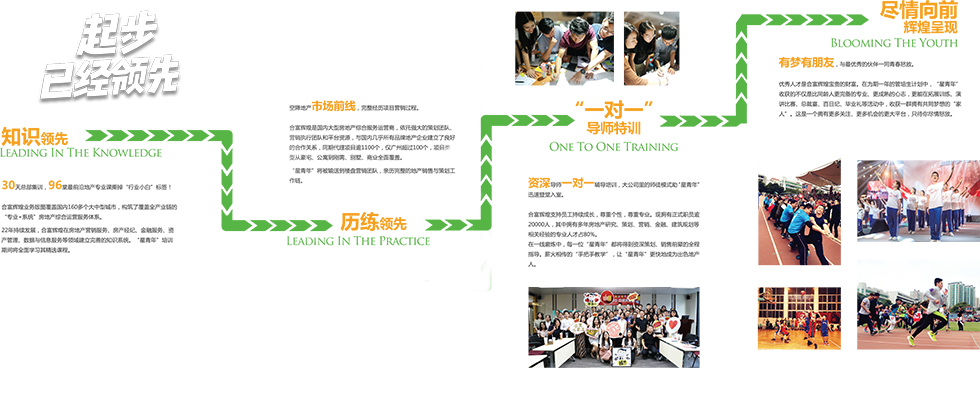 起步
已经领先
知识领先
LEADING IN THE KNOWLEDGE
30天总部集训，96堂最前沿地产专业课撕掉“行业小白”标签！
合富辉煌业务版图覆盖国内160多个大中型城市，构筑了覆盖全产业链的
“专业+系统”房地产综合运营服务体系。
22年持续发展，合富辉煌在房地产营销服务、房产经纪、金融服务、资
产管理、数据与信息服务等领域建立完善的知识系统，“星青年”培训
期间将全面学习其精选课程。
空降地产市场前线，完整经历项目营销过程。
合富辉煌是国内大型房地产综合服务运营商，依托强大的策划团队、
营销执行团队和平台资源，与国内几乎所有品牌地产企业建立了良好
的合作关系，同期代理项目逾1100个，仅广州超过100个，项目类
型从豪宅、公寓到刚需、别墅、商业全面覆盖。
“星青年”将被输送到楼盘营销团队，亲历完整的地产销售与策划工
作链。
历练领先
LEADING IN THE PRACTICE
“一对一”
导师特训
ONE TO ONE TRAINING
资深导师一对一辅导培训，大公司里的师徒模式助“星青年”
迅速登堂入室。
合富辉煌支持员工持续成长，尊重个性，尊重专业。现拥有正式职员逾
20000人，其中拥有多年房地产研究、策划、营销、金融、建筑规划等
相关经验的专业人才占80%。
在一线磨炼中，每一位“星青年”都将得到资深策划、销售前辈的全程
指导。薪火相传的“手把手教学”，让“星青年”更快地成为出色地产
人。
尽情向前
辉煌呈现
BLOOMING THE YOUTH
有梦有朋友，与最优秀的伙伴一同青春怒放。
优秀人才是合富辉煌宝贵的财富。在为期一年的管培生计划中，“星青年”
收获的不仅是比同龄人更完善的专业、更成熟的心态，更能在拓展训练、演
讲比赛、总裁宴、百日记、毕业礼等活动中，收获一群拥有共同梦想的“家
人”。这是一个拥有更多关注、更多机会的更大平台，只待你尽情怒放。